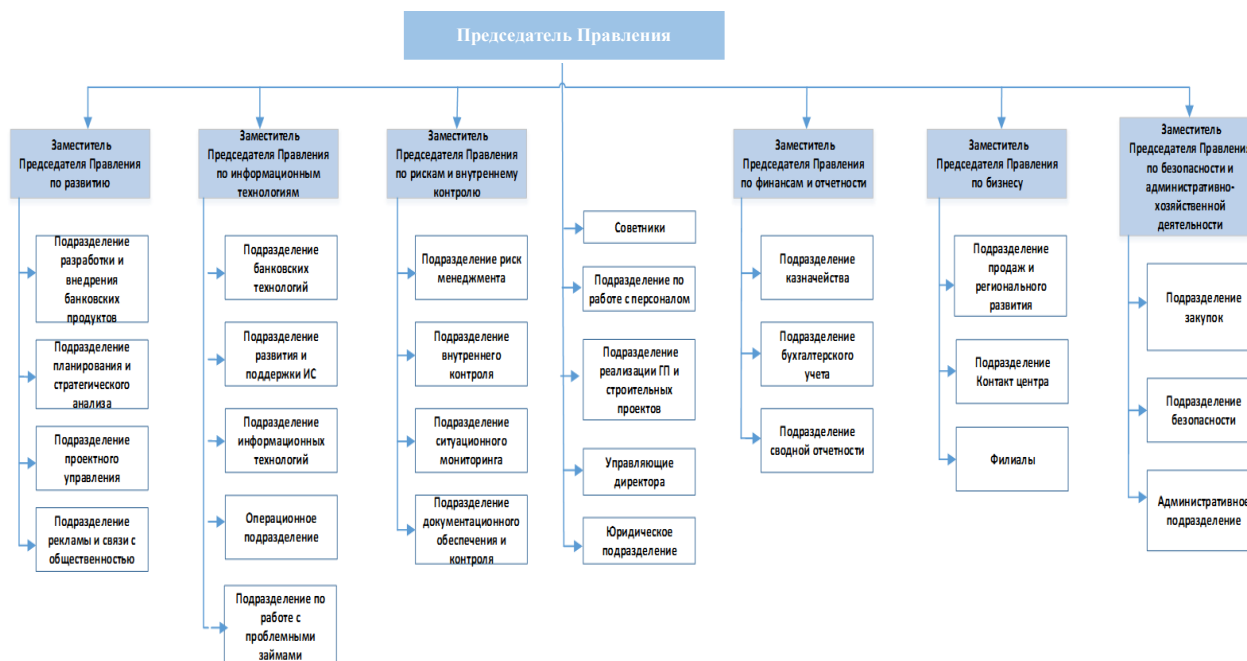 Председатель Правления
Заместитель
Председателя Правления
по развитию
Подразделение
разработки и
внедрения
банковских
продуктов
Подразделение
планирования и
стратегического
анализа
Подразделение
проектного
управления
Подразделение
рекламы и связи с
общественностью
Заместитель
Председателя Правления
по информационным
технологиям
Подразделение
банковских
технологий
Подразделение
развития и
поддержки ИС
Подразделение
информационных
технологий
Операционное
подразделение
Подразделение по
работе с
проблемными
займами
Заместитель
Председателя Правления
по рискам и внутреннему
контролю
Подразделение риск
менеджмента
Подразделение
внутреннего
контроля
Подразделение
ситуационного
мониторинга
Подразделение
документационного
обеспечения и
контроля
Советники
Подразделение по
работе с персоналом
Подразделение
реализации ГП и
строительных
проектов
Управляющие
директора
Юридическое
подразделение
Заместитель
Председателя Правления
по финансам и отчетности
Подразделение
казначейства
Подразделение
бухгалтерского
учета
Подразделение
сводной отчетности
Заместитель
Председателя Правления
по бизнесу
Подразделение
продаж и
регионального
развития
Подразделение
Контакт центра
Филиалы
Заместитель
Председателя Правления
по безопасности и
административно-
хозяйственной
деятельности
Подразделение
закупок
Подразделение
безопасности
Административное
подразделение